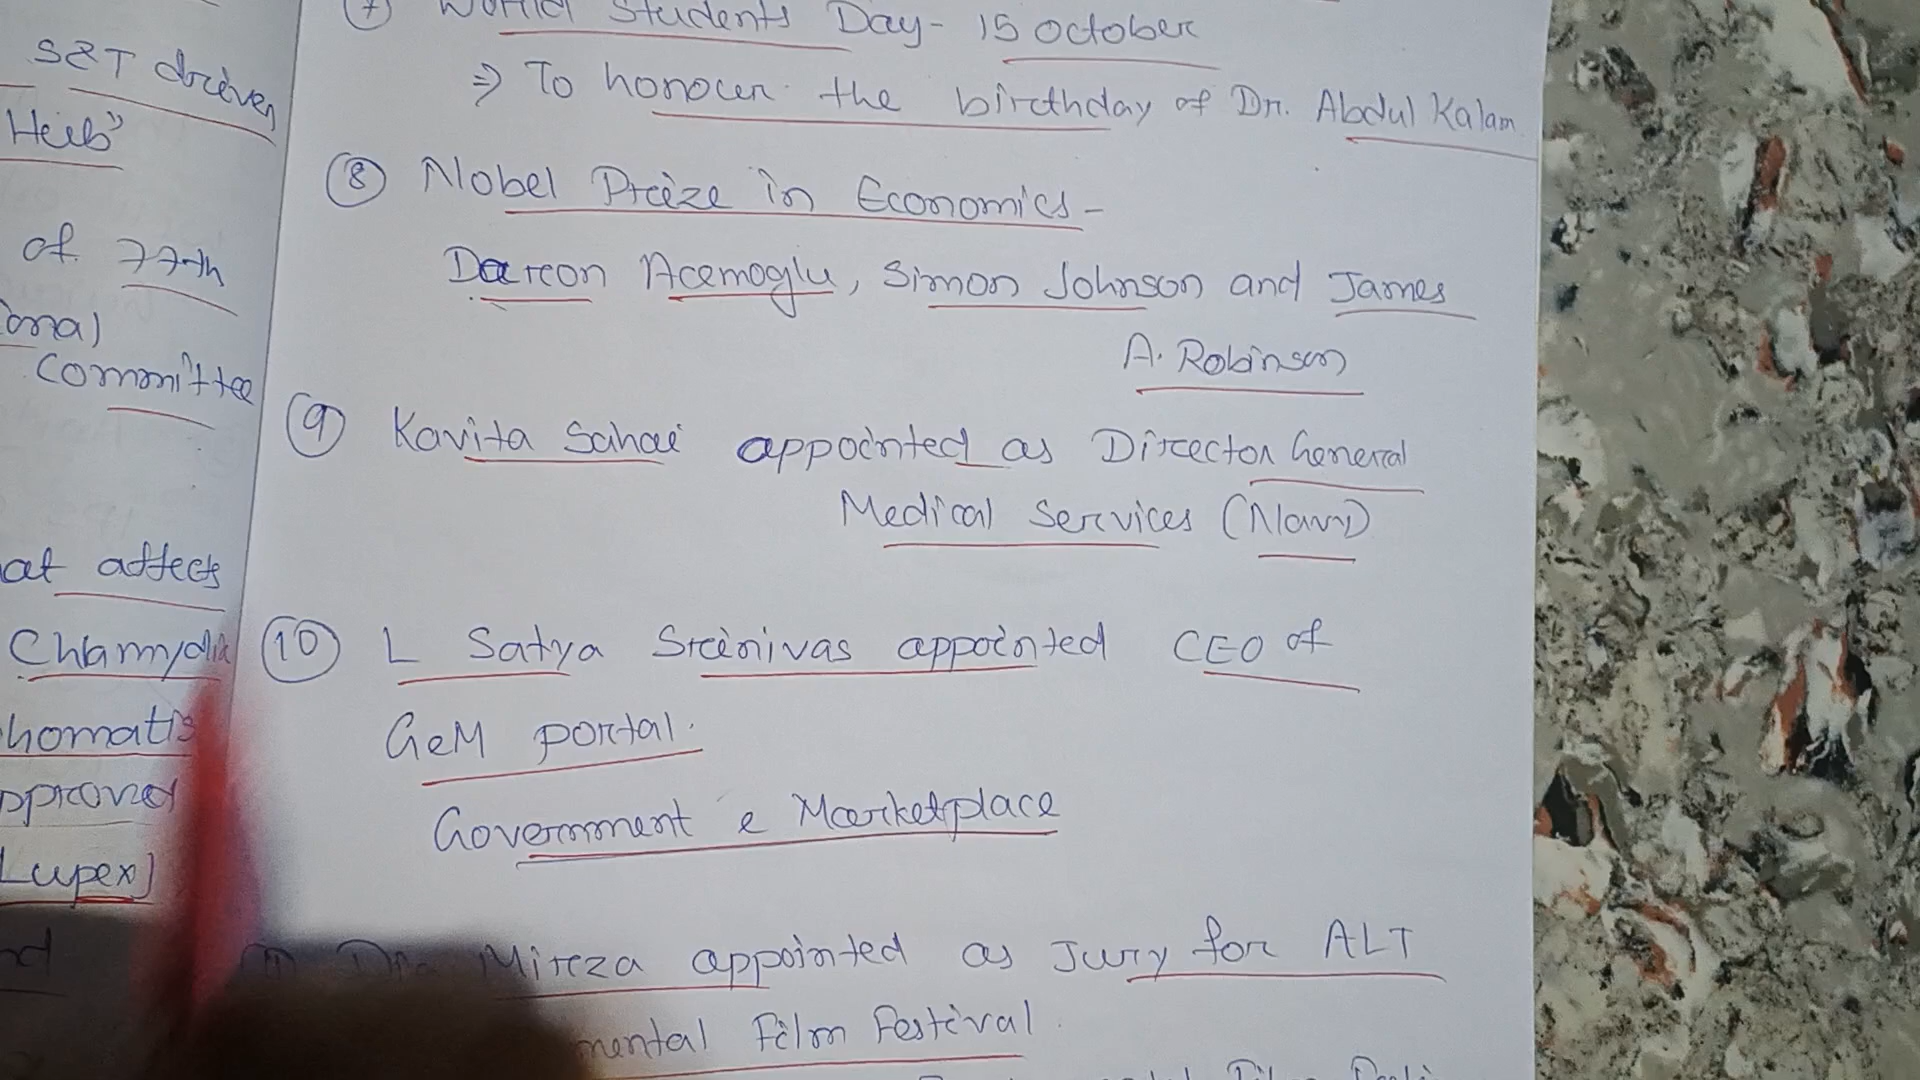 S&T driven
Hub"
of 77th
Committee
at affects
Chlamydia
Lupex]
7 World Students Day- 15 October
⇒ To honour the birthday of Dr. Abdul Kalam
8 Nobel Prize in Economics-
Daron Acemoglu, Simon Johnson and James
A. Robinson
9 Kavita Sahai appointed as Director General
Medical Services (Navy)
10 L Satya Srinivas appointed CEO of
GeM portal.
Government e Marketplace
Mirza appointed as Jury for ALT
mental Film Festival